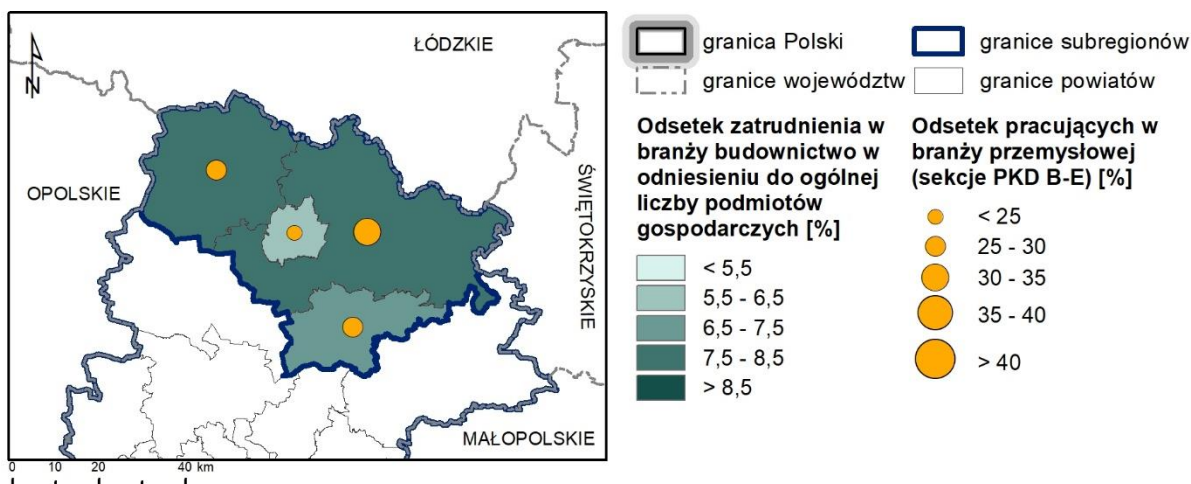 ŁÓDZKIE
N
OPOLSKIE
ŚWIĘTOKRZYSKIE
MAŁOPOLSKIE
0 10 20 40 km
granica Polski
granice województw
granice subregionów
granice powiatów
Odsetek zatrudnienia w
branży budownictwo w
odniesieniu do ogólnej
liczby podmiotów
gospodarczych [%]
< 5,5
5,5 - 6,5
6,5 - 7,5
7,5 - 8,5
> 8,5
Odsetek pracujących w
branży przemysłowej
(sekcje PKD B-E) [%]
< 25
25 - 30
30 - 35
35 - 40
> 40